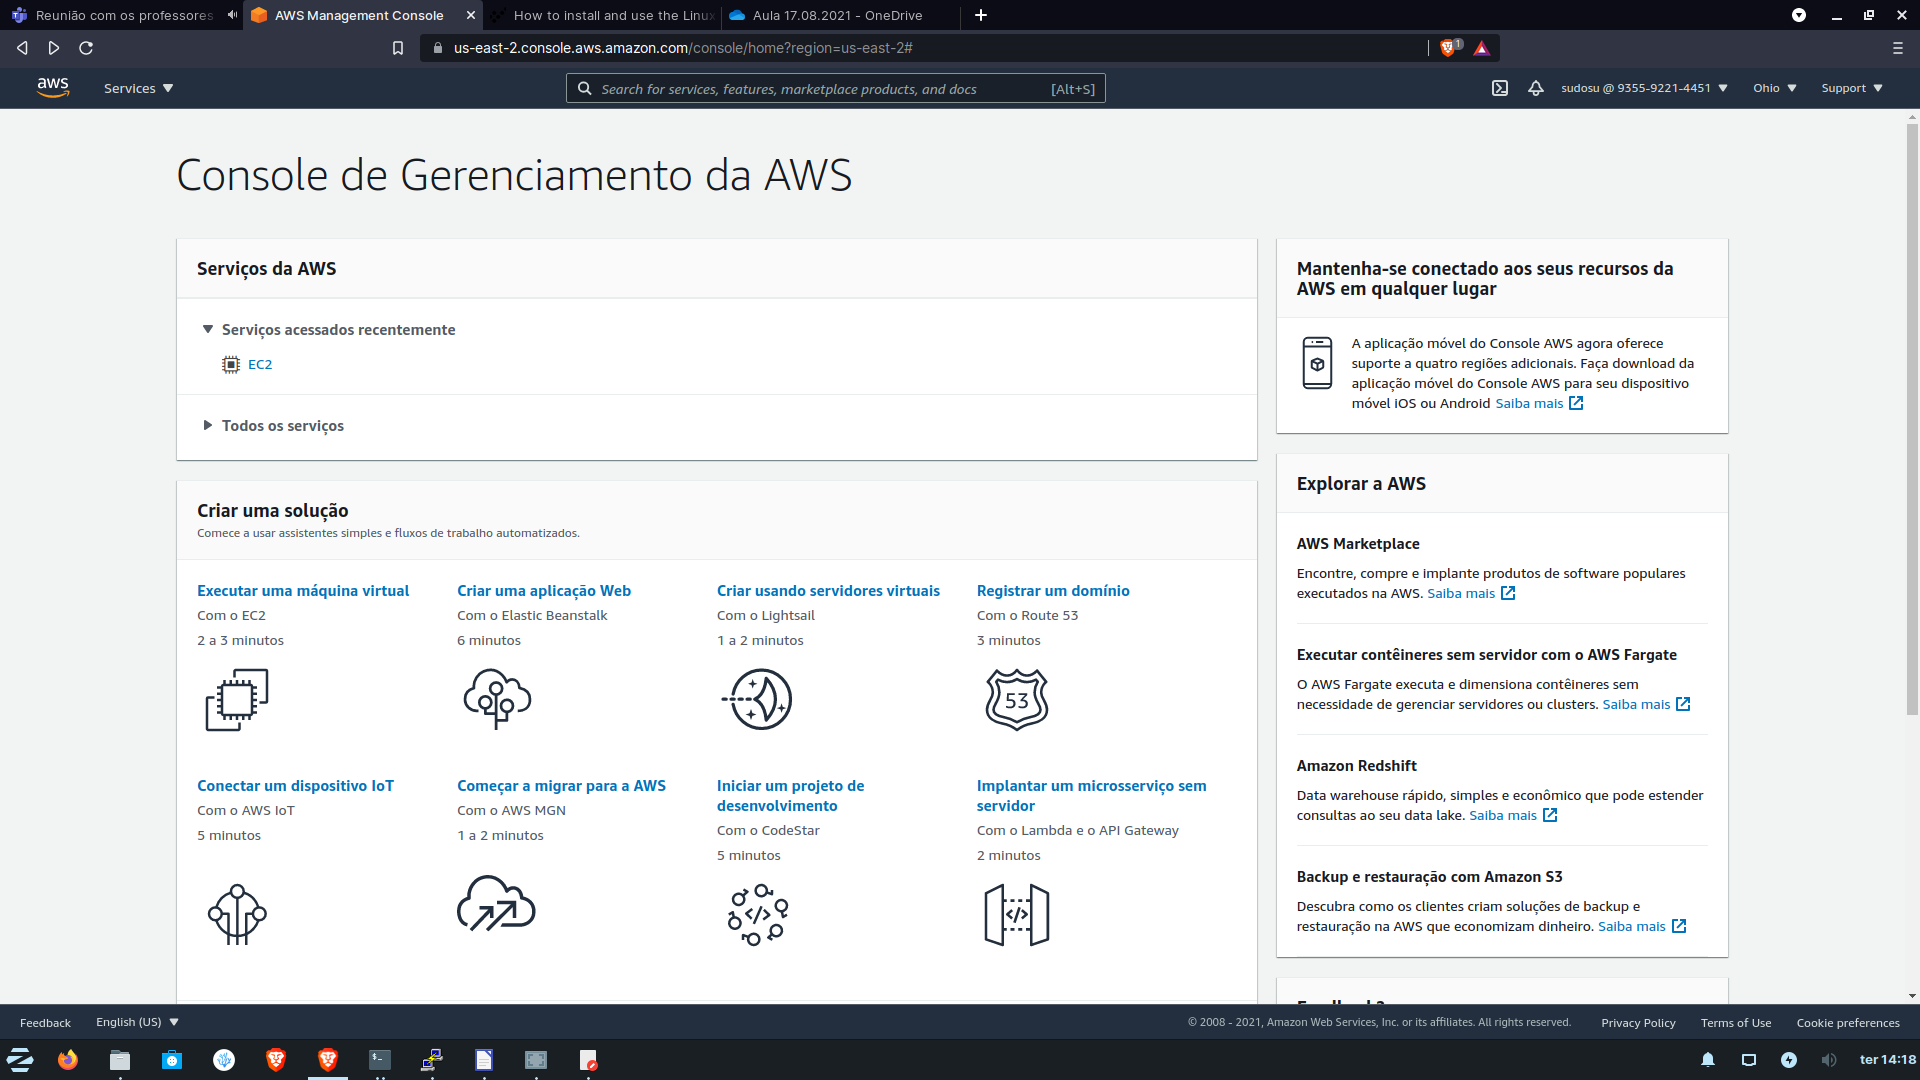 Reunião com os professores
AWS Management Console
How to install and use the Linux
Aula 17.08.2021 - OneDrive
us-east-2.console.aws.amazon.com/console/home?region=us-east-2#
1
aws
Services
Search for services, features, marketplace products, and docs
[Alt+S]
sudosu @ 9355-9221-4451
Ohio
Support
Console de Gerenciamento da AWS
Serviços da AWS
Serviços acessados recentemente
EC2
Todos os serviços
Criar uma solução
Comece a usar assistentes simples e fluxos de trabalho automatizados.
Executar uma máquina virtual
Com o EC2
2 a 3 minutos
Criar uma aplicação Web
Com o Elastic Beanstalk
6 minutos
Criar usando servidores virtuais
Com o Lightsail
1 a 2 minutos
Registrar um domínio
Com o Route 53
3 minutos
53
Conectar um dispositivo IoT
Com o AWS IoT
5 minutos
Começar a migrar para a AWS
Com o AWS MGN
1 a 2 minutos
Iniciar um projeto de
desenvolvimento
Com o CodeStar
5 minutos
</>
Implantar um microsserviço sem
servidor
Com o Lambda e o API Gateway
2 minutos
</>
Mantenha-se conectado aos seus recursos da
AWS em qualquer lugar
A aplicação móvel do Console AWS agora oferece
suporte a quatro regiões adicionais. Faça download da
aplicação móvel do Console AWS para seu dispositivo
móvel iOS ou Android Saiba mais
Explorar a AWS
AWS Marketplace
Encontre, compre e implante produtos de software populares
executados na AWS. Saiba mais
Executar contêineres sem servidor com o AWS Fargate
O AWS Fargate executa e dimensiona contêineres sem
necessidade de gerenciar servidores ou clusters. Saiba mais
Amazon Redshift
Data warehouse rápido, simples e econômico que pode estender
consultas ao seu data lake. Saiba mais
Backup e restauração com Amazon S3
Descubra como os clientes criam soluções de backup e
restauração na AWS que economizam dinheiro. Saiba mais
Feedback
English (US)
© 2008 - 2021, Amazon Web Services, Inc. or its affiliates. All rights reserved.
Privacy Policy
Terms of Use
Cookie preferences
ter 14:18